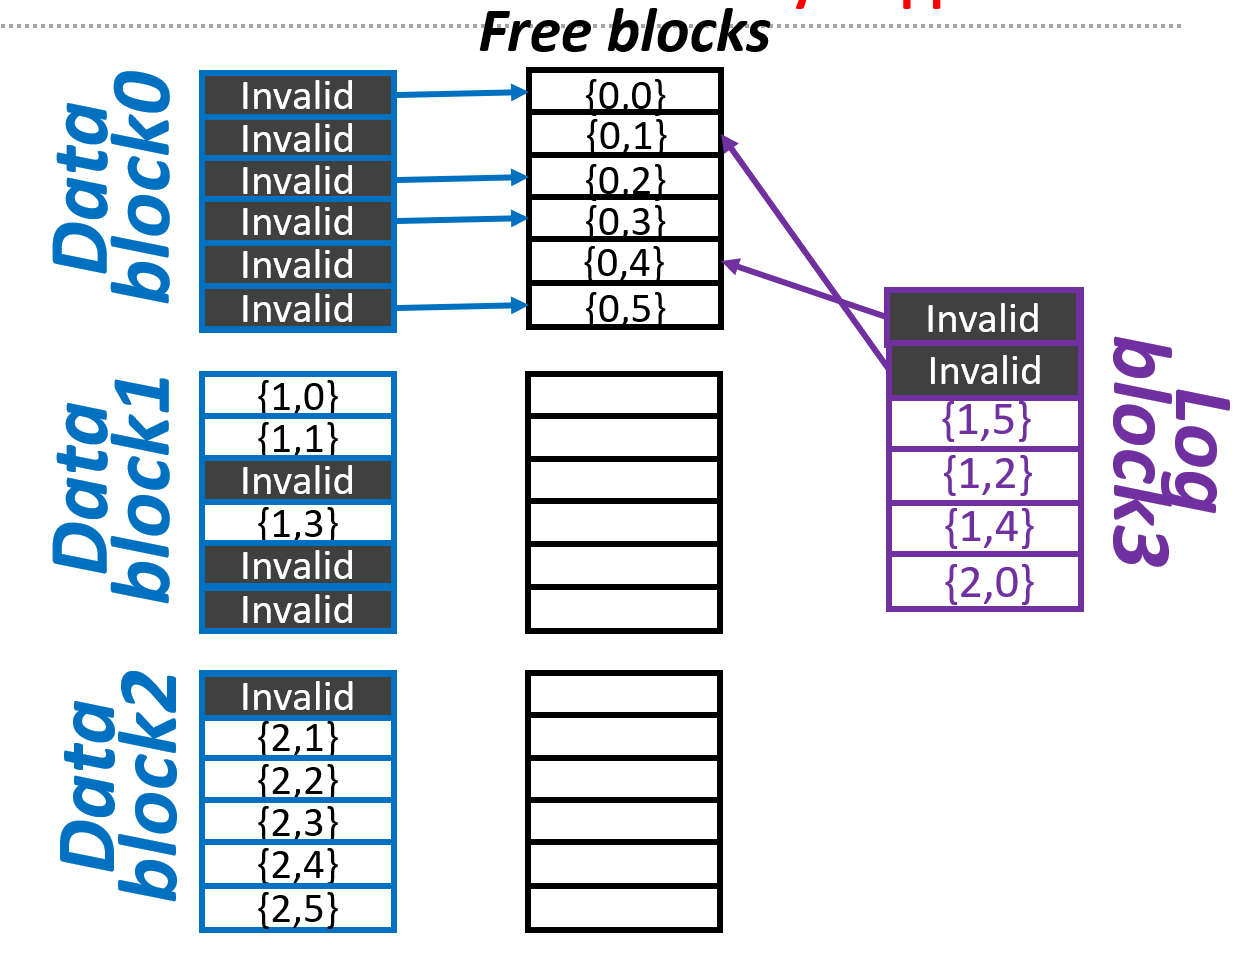 Free blocks
Data
block0
Invalid
Invalid
Invalid
Invalid
Invalid
Invalid
{0,0}
{0,1}
{0,2}
{0,3}
{0,4}
{0,5}
Data
block1
{1,0}
{1,1}
Invalid
{1,3}
Invalid
Invalid
Data
block2
Invalid
{2,1}
{2,2}
{2,3}
{2,4}
{2,5}
Invalid
Invalid
{1,5}
{1,2}
{1,4}
{2,0}
Log
block3